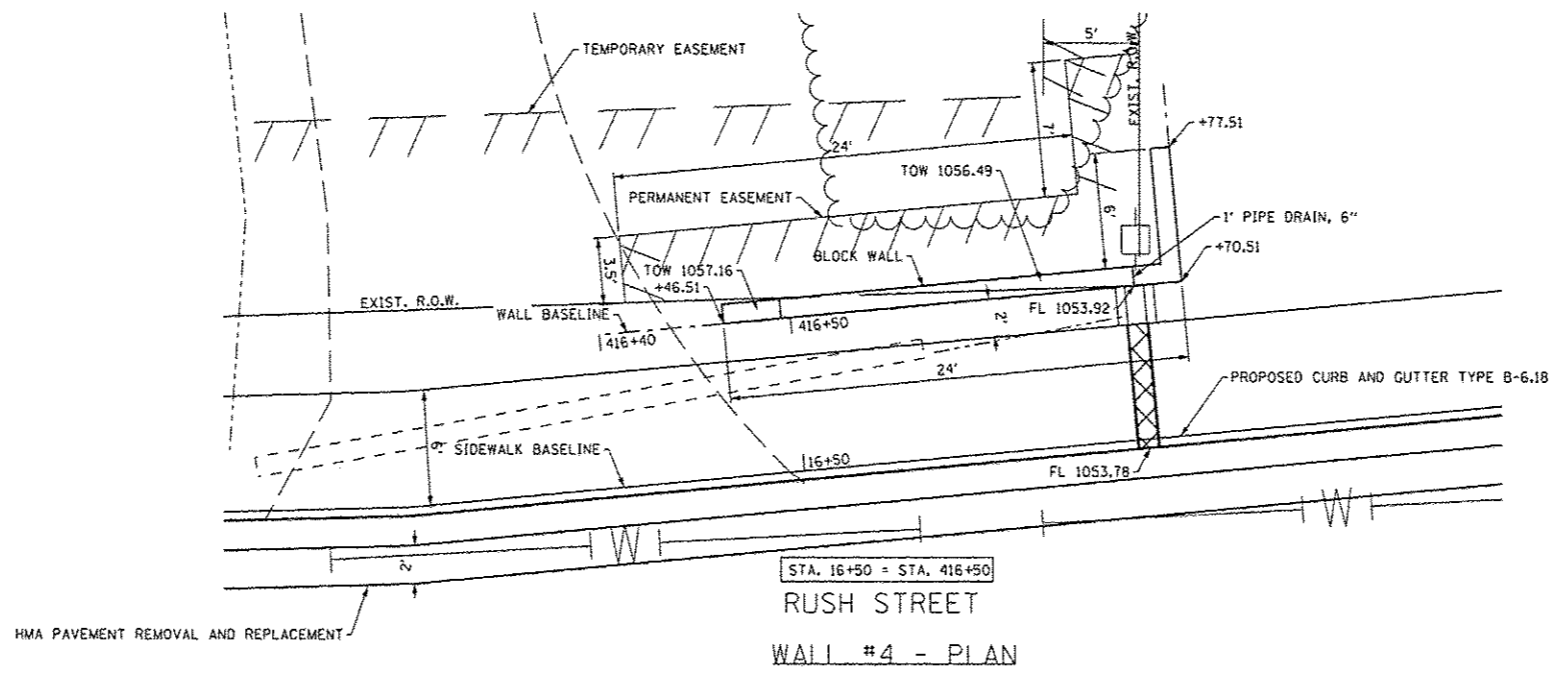 TEMPORARY EASEMENT
5'
EXIST. R.O.W.
7'
+77.51
24'
TOW 1056.49
PERMANENT EASEMENT
6'
1' PIPE DRAIN, 6"
3.5'
TOW 1057.16
BLOCK WALL
+70.51
+46.51
EXIST. R.O.W.
WALL BASELINE
FL 1053.92
416+40
416+50
2'
24'
PROPOSED CURB AND GUTTER TYPE B-6.18
SIDEWALK BASELINE
16+50
FL 1053.78
W
W
2'
STA. 16+50 = STA. 416+50
RUSH STREET
HMA PAVEMENT REMOVAL AND REPLACEMENT
WALL #4 - PLAN